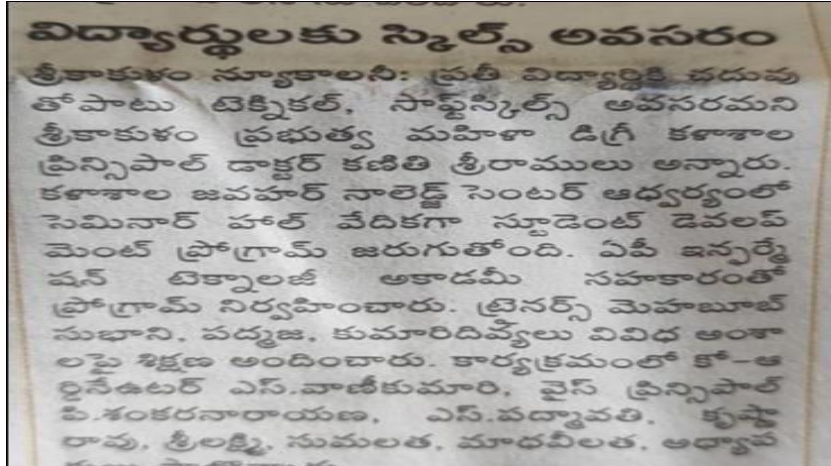 విద్యార్థులకు స్కిల్స్ అవసరం
శ్రీకాకుళం న్యూకాలనీ: ప్రతీ విద్యార్థికి చదువు
తోపాటు టెక్నికల్, సాఫ్ట్‌స్కిల్స్ అవసరమని
శ్రీకాకుళం ప్రభుత్వ మహిళా డిగ్రీ కళాశాల
ప్రిన్సిపాల్ డాక్టర్ కణితి శ్రీరాములు అన్నారు.
కళాశాల జవహర్ నాలెడ్జ్ సెంటర్ ఆధ్వర్యంలో
సెమినార్ హాల్ వేదికగా స్టూడెంట్ డెవలప్
మెంట్ ప్రోగ్రామ్ జరుగుతోంది. ఏపీ ఇన్ఫర్మే
షన్ టెక్నాలజీ అకాడమీ సహకారంతో
ప్రోగ్రామ్ నిర్వహించారు. ట్రైనర్స్ మెహబూబ్
సుభాని, పద్మజ, కుమారిదివ్యలు వివిధ అంశా
లపై శిక్షణ అందించారు. కార్యక్రమంలో కో-ఆ
ర్డినేటర్ ఎస్.వాణీకుమారి, వైస్ ప్రిన్సిపాల్
పి.శంకరనారాయణ, ఎస్.పద్మావతి, కృష్ణా
రావు, శ్రీలక్ష్మి, సుమలత, మాధవీలత, అధ్యాప